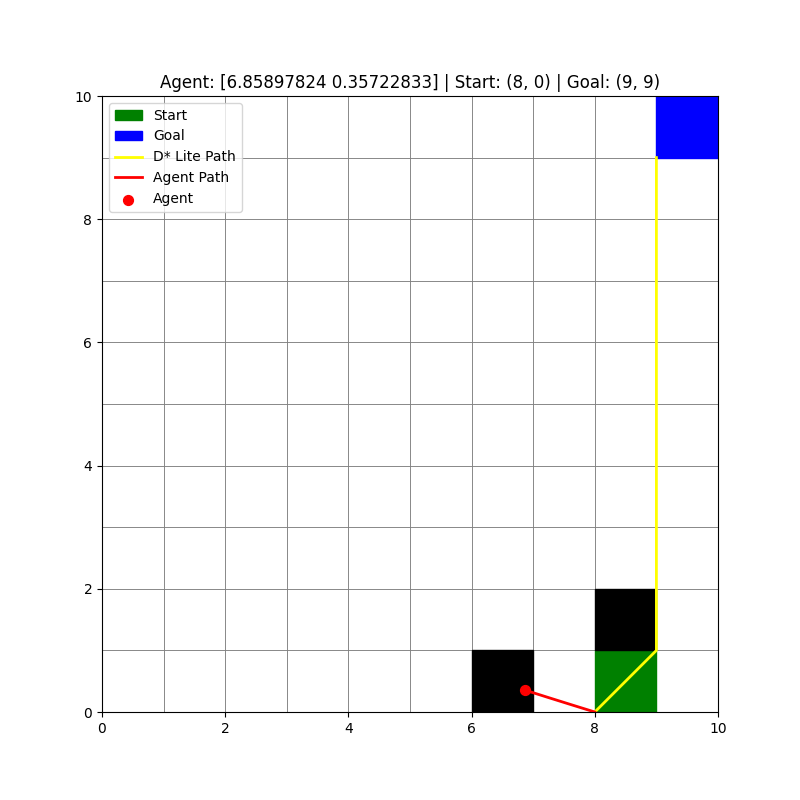 Agent: [6.85897824 0.35722833] | Start: (8, 0) | Goal: (9, 9)
10
Start
Goal
D* Lite Path
Agent Path
Agent
8
6
4
2
0
0 2 4 6 8 10